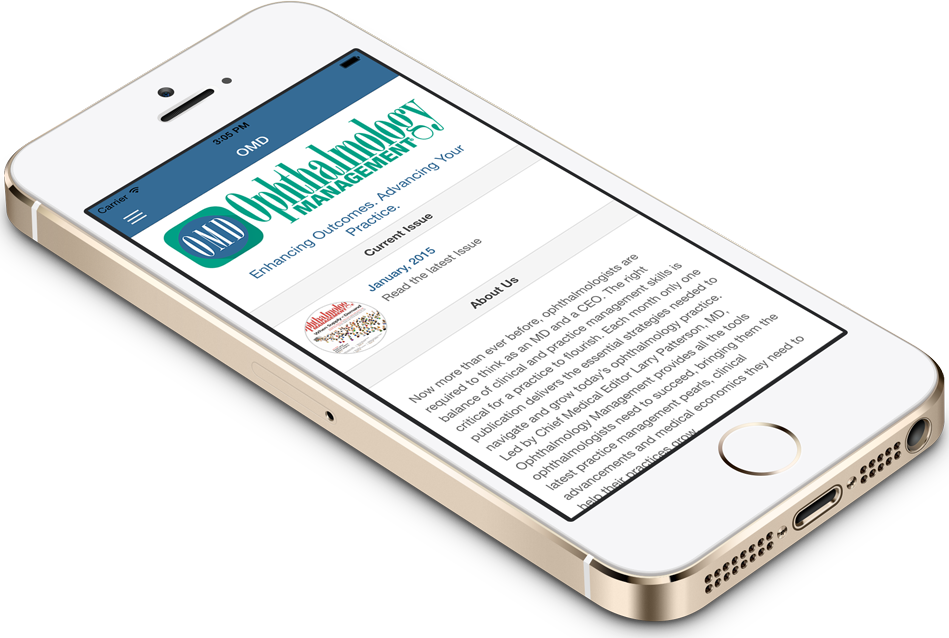 Carrier
3:05 PM
OMD
OMD
Ophthalmology
MANAGEMENT
Enhancing Outcomes. Advancing Your
Practice.
Current Issue
January, 2015
Read the latest Issue
About Us
Now more than ever before, ophthalmologists are
required to think as an MD and a CEO. The right
balance of clinical and practice management skills is
critical for a practice to flourish. Each month only one
publication delivers the essential strategies needed to
navigate and grow today's ophthalmology practice.
Led by Chief Medical Editor Larry Patterson, MD,
Ophthalmology Management provides all the tools
ophthalmologists need to succeed, bringing them the
latest practice management pearls, clinical
advancements and medical economics they need to
help their practices grow